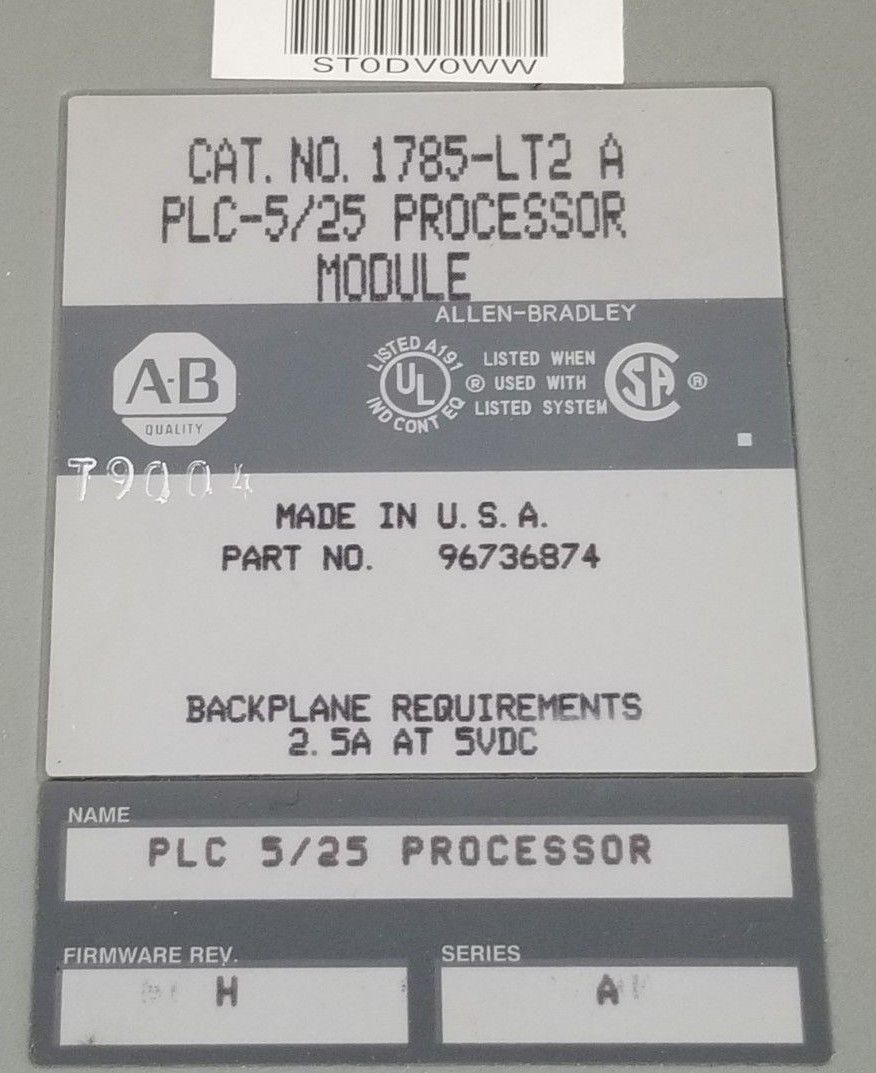 ST0DV0WW
CAT. NO. 1785-LT2 A
PLC-5/25 PROCESSOR
MODULE
ALLEN-BRADLEY
A-B
QUALITY
LISTED A191
UL
IND CONT EQ
®
LISTED WHEN
USED WITH
LISTED SYSTEM
SA
®
T9004
MADE IN U.S.A.
PART NO. 96736874
BACKPLANE REQUIREMENTS
2.5A AT 5VDC
NAME
PLC 5/25 PROCESSOR
FIRMWARE REV.
H
SERIES
A